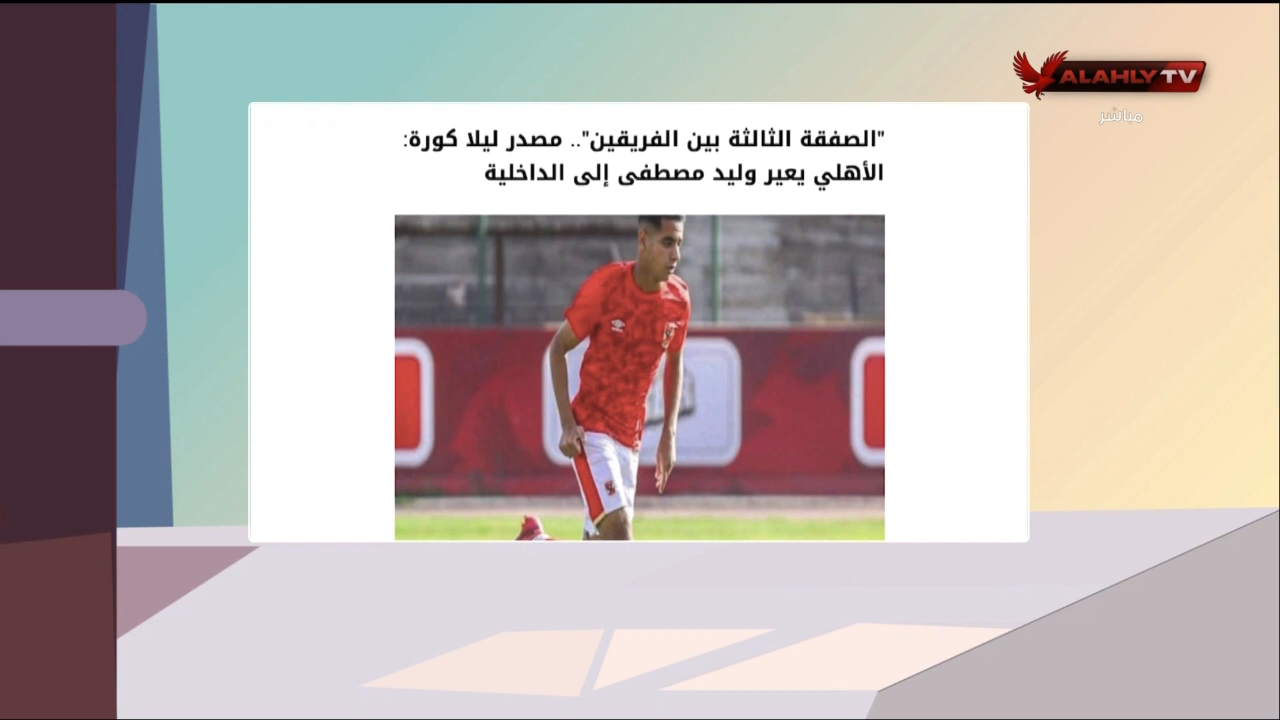 ALAHLY TV
مباشر
"الصفقة الثالثة بين الفريقين".. مصدر ليلا كورة:
الأهلي يعير وليد مصطفى إلى الداخلية